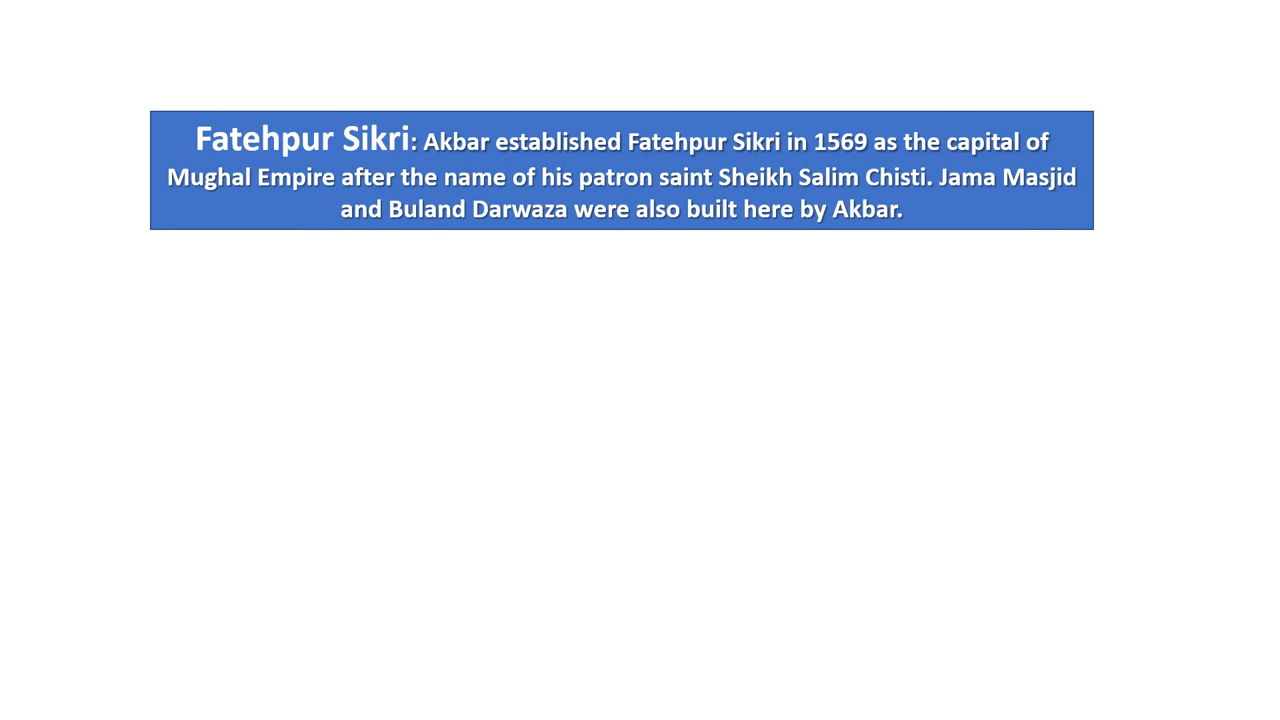 Fatehpur Sikri: Akbar established Fatehpur Sikri in 1569 as the capital of
Mughal Empire after the name of his patron saint Sheikh Salim Chisti. Jama Masjid
and Buland Darwaza were also built here by Akbar.